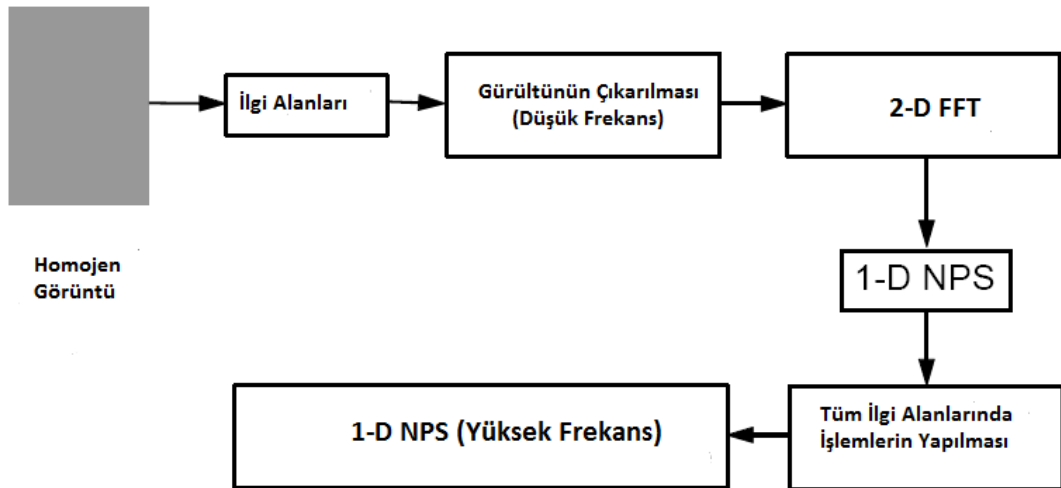 İlgi Alanları
Gürültünün Çıkarılması
(Düşük Frekans)
2-D FFT
Homojen
Görüntü
1-D NPS
Tüm İlgi Alanlarında
İşlemlerin Yapılması
1-D NPS (Yüksek Frekans)